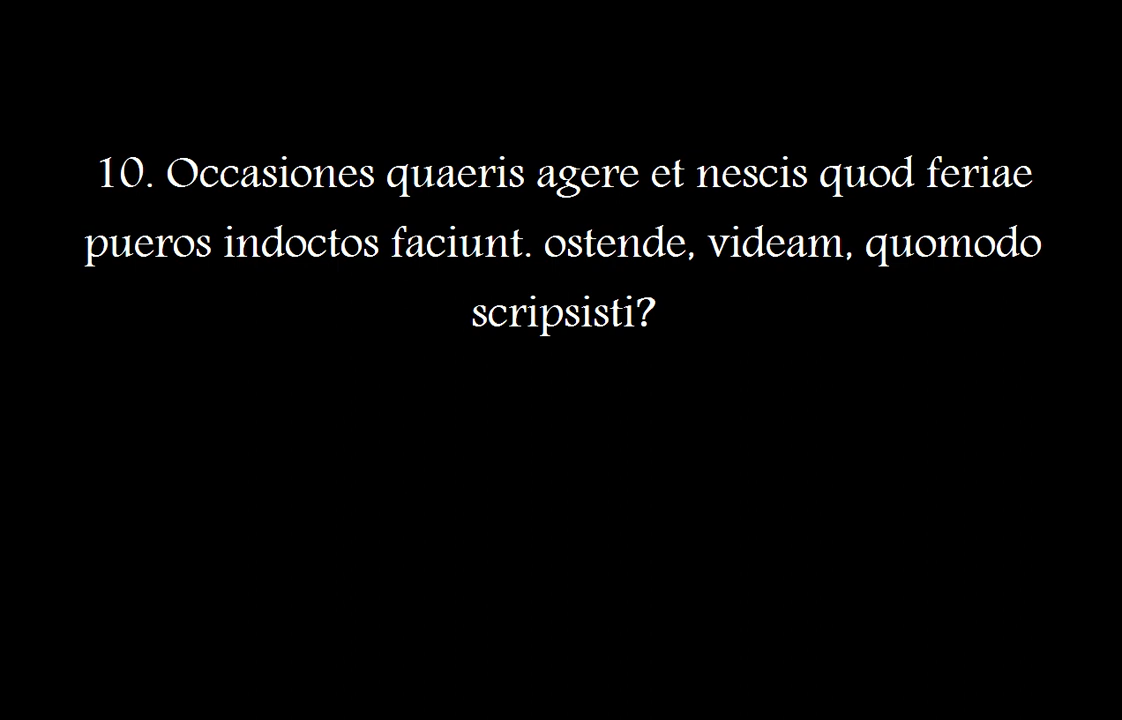 10. Occasiones quaeris agere et nescis quod feriae
pueros indoctos faciunt. ostende, videam, quomodo
scripsisti?